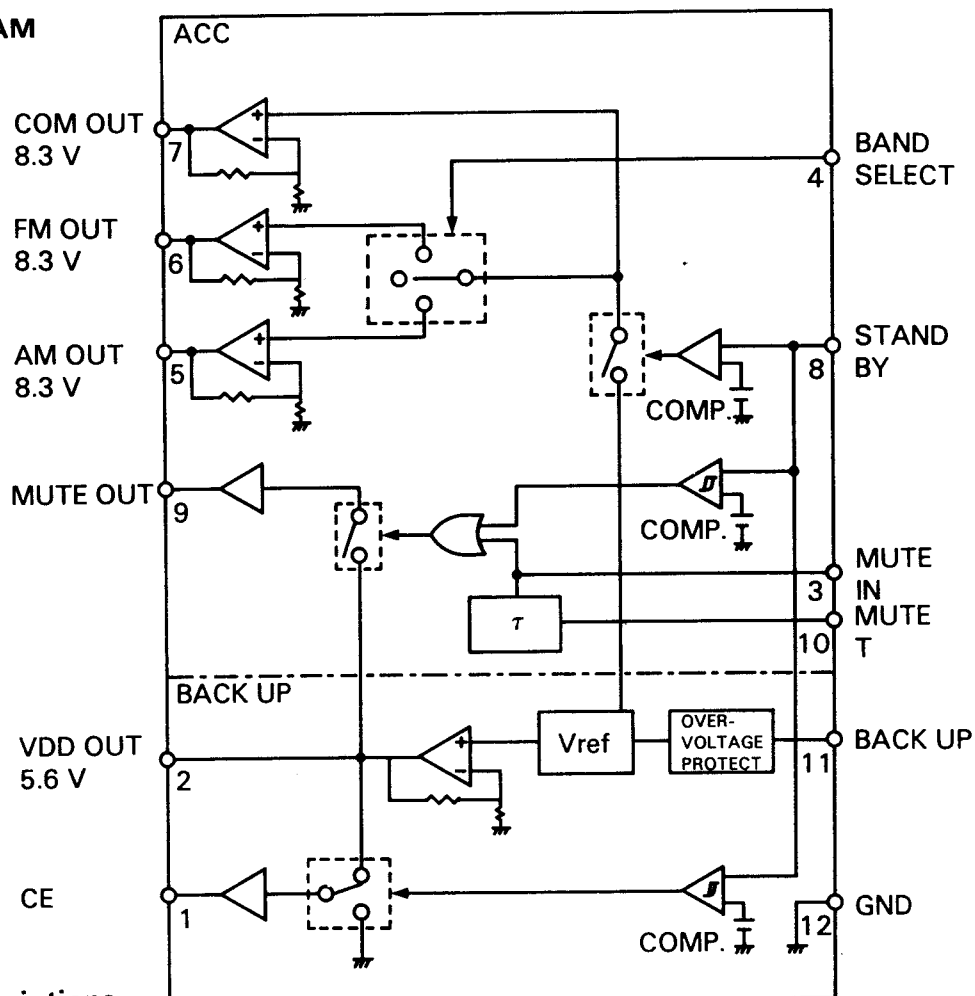 AM
ACC
COM OUT
8.3 V
7
+
-
BAND
SELECT
4
FM OUT
8.3 V
6
+
-
AM OUT
8.3 V
5
+
-
STAND
BY
8
COMP.
MUTE OUT
9
COMP.
MUTE
IN
3
MUTE
T
10
τ
BACK UP
VDD OUT
5.6 V
2
+
-
Vref
OVER-
VOLTAGE
PROTECT
BACK UP
11
CE
1
COMP.
GND
12